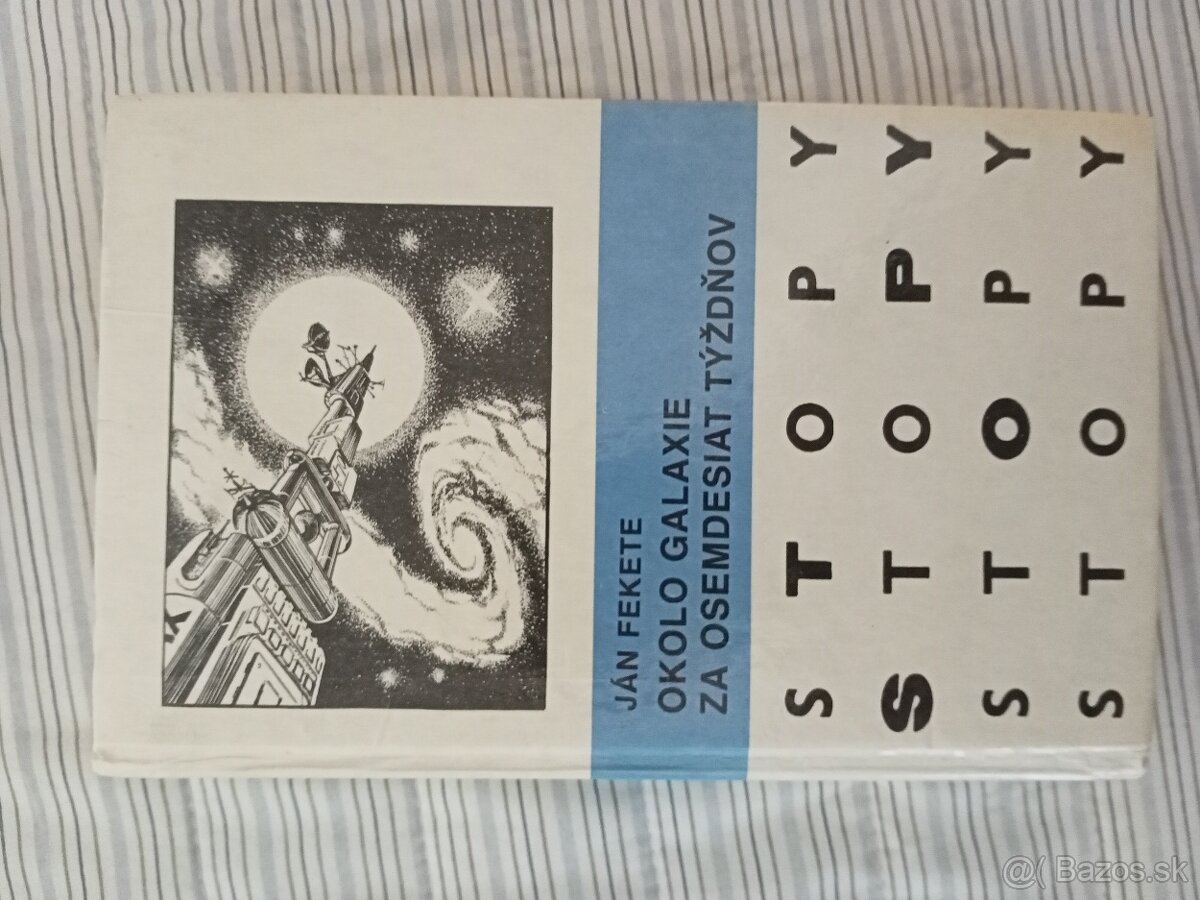 JÁN FEKETE
OKOLO GALAXIE
ZA OSEMDESIAT TÝŽDŇOV
STOPY
STOPY
STOPY
STOPY
@( Bazos.sk